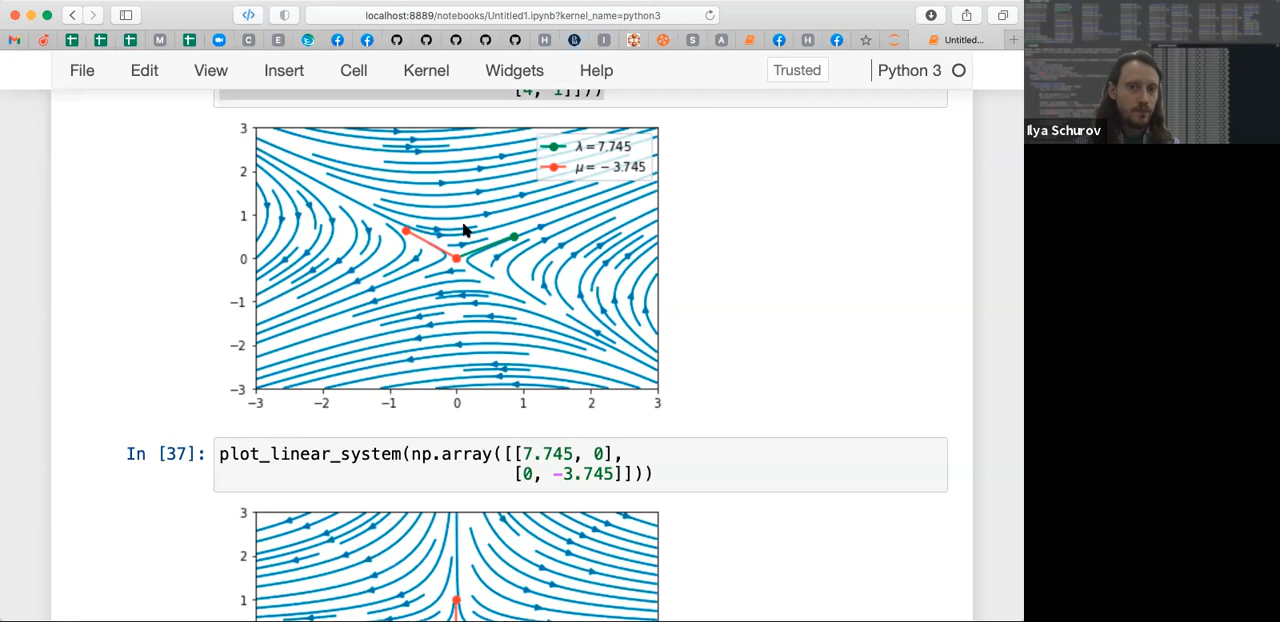 localhost:8889/notebooks/Untitled1.ipynb?kernel_name=python3
M
M
C
E
H
I
S
A
H
Untitled...
File Edit View Insert Cell Kernel Widgets Help
Trusted
Python 3
Ilya Schurov
[4, 1]]))
3
2
1
0
−1
−2
−3
λ = 7.745
μ = − 3.745
−3 −2 −1 0 1 2 3
In [37]: plot_linear_system(np.array([[7.745, 0],
[0, -3.745]]))
3
2
1